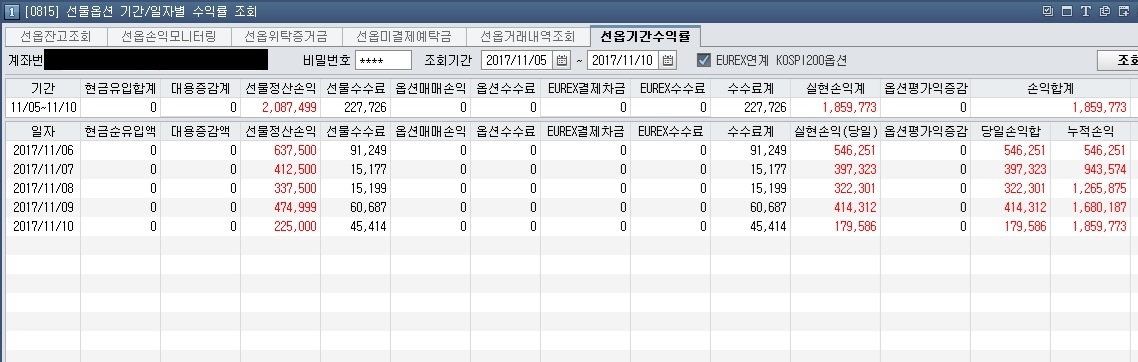 1 [0815] 선물옵션 기간/일자별 수익률 조회
선옵잔고조회 선옵손익모니터링 선옵위탁증거금 선옵미결제예탁금 선옵거래내역조회 선옵기간수익률
계좌번 비밀번호 **** 조회기간 2017/11/05 ~ 2017/11/10 EUREX연계 KOSPI200옵션 조회
기간 현금유입합계 대용증감계 선물정산손익 선물수수료 옵션매매손익 옵션수수료 EUREX결제차금 EUREX수수료 수수료계 실현손익계 옵션평가익증감 손익합계
11/05~11/10 0 0 2,087,499 227,726 0 0 0 0 227,726 1,859,773 0 1,859,773
일자 현금순유입액 대용증감액 선물정산손익 선물수수료 옵션매매손익 옵션수수료 EUREX결제차금 EUREX수수료 수수료계 실현손익(당일) 옵션평가익증감 당일손익합 누적손익
2017/11/06 0 0 637,500 91,249 0 0 0 0 91,249 546,251 0 546,251 546,251
2017/11/07 0 0 412,500 15,177 0 0 0 0 15,177 397,323 0 397,323 943,574
2017/11/08 0 0 337,500 15,199 0 0 0 0 15,199 322,301 0 322,301 1,265,875
2017/11/09 0 0 474,999 60,687 0 0 0 0 60,687 414,312 0 414,312 1,680,187
2017/11/10 0 0 225,000 45,414 0 0 0 0 45,414 179,586 0 179,586 1,859,773